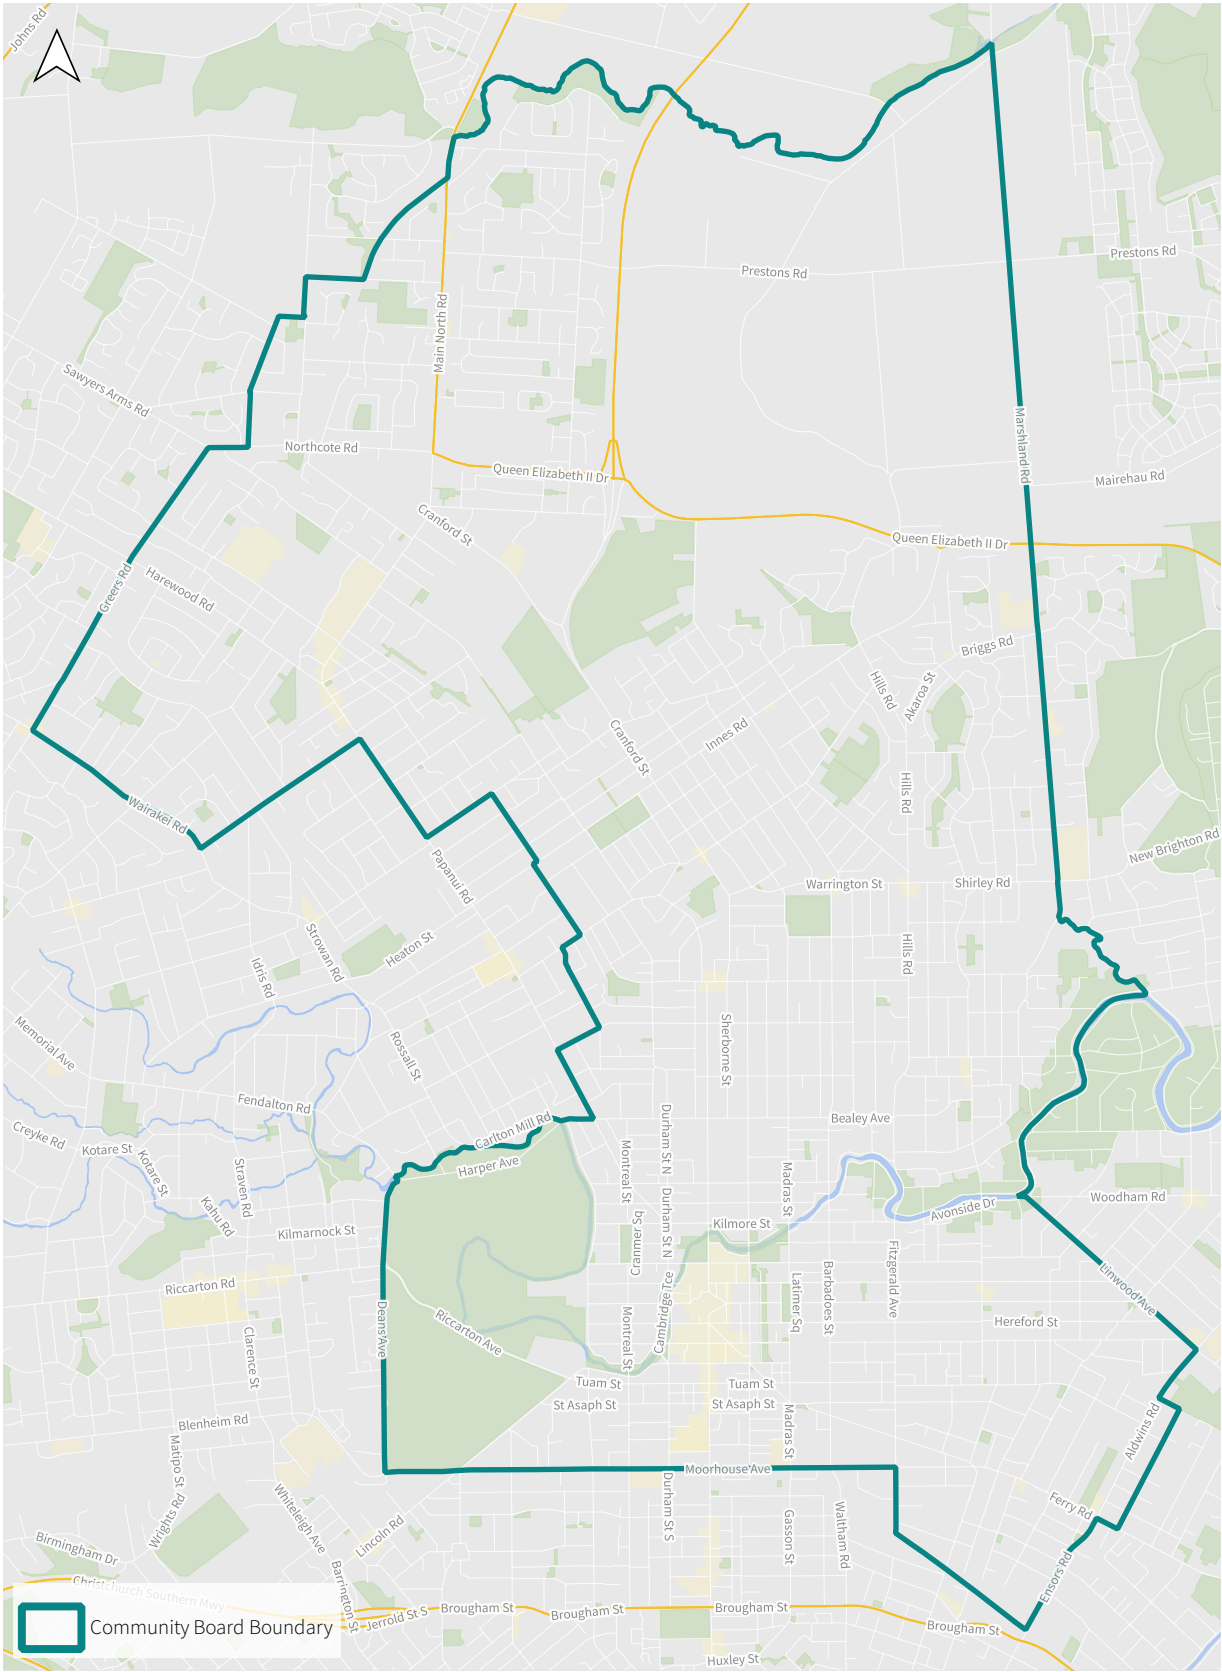 Johns Rd
Prestons Rd
Prestons Rd
Main North Rd
Sawyers Arms Rd
Marshland Rd
Northcote Rd
Queen Elizabeth II Dr
Mairehau Rd
Cranford St
Queen Elizabeth II Dr
Greers Rd
Harewood Rd
Briggs Rd
Hills Rd
Akaroa St
Cranford St
Innes Rd
Hills Rd
Wairakei Rd
New Brighton Rd
Papanui Rd
Warrington St
Shirley Rd
Strowan Rd
Heaton St
Hills Rd
Idris Rd
Memorial Ave
Rossall St
Sherborne St
Fendalton Rd
Carlton Mill Rd
Durham St N
Bealey Ave
Creyke Rd
Kotare St
Kotare St
Straven Rd
Harper Ave
Montreal St
Madras St
Durham St N
Woodham Rd
Kahu Rd
Kilmarnock St
Cranmer Sq
Kilmore St
Avonside Dr
Riccarton Rd
Cambridge Tce
Latimer Sq
Barbadoes St
Fitzgerald Ave
Linwood Ave
Deans Ave
Riccarton Ave
Montreal St
Hereford St
Clarence St
Tuam St
Tuam St
St Asaph St
St Asaph St
Blenheim Rd
Madras St
Aldwins Rd
Matipo St
Moorhouse Ave
Wrights Rd
Whiteleigh Ave
Lincoln Rd
Durham St S
Gasson St
Waltham Rd
Ferry Rd
Birmingham Dr
Ensors Rd
Christchurch Southern Mwy
Barrington St
Jerrold St S
Brougham St
Brougham St
Brougham St
Brougham St
Community Board Boundary
Huxley St